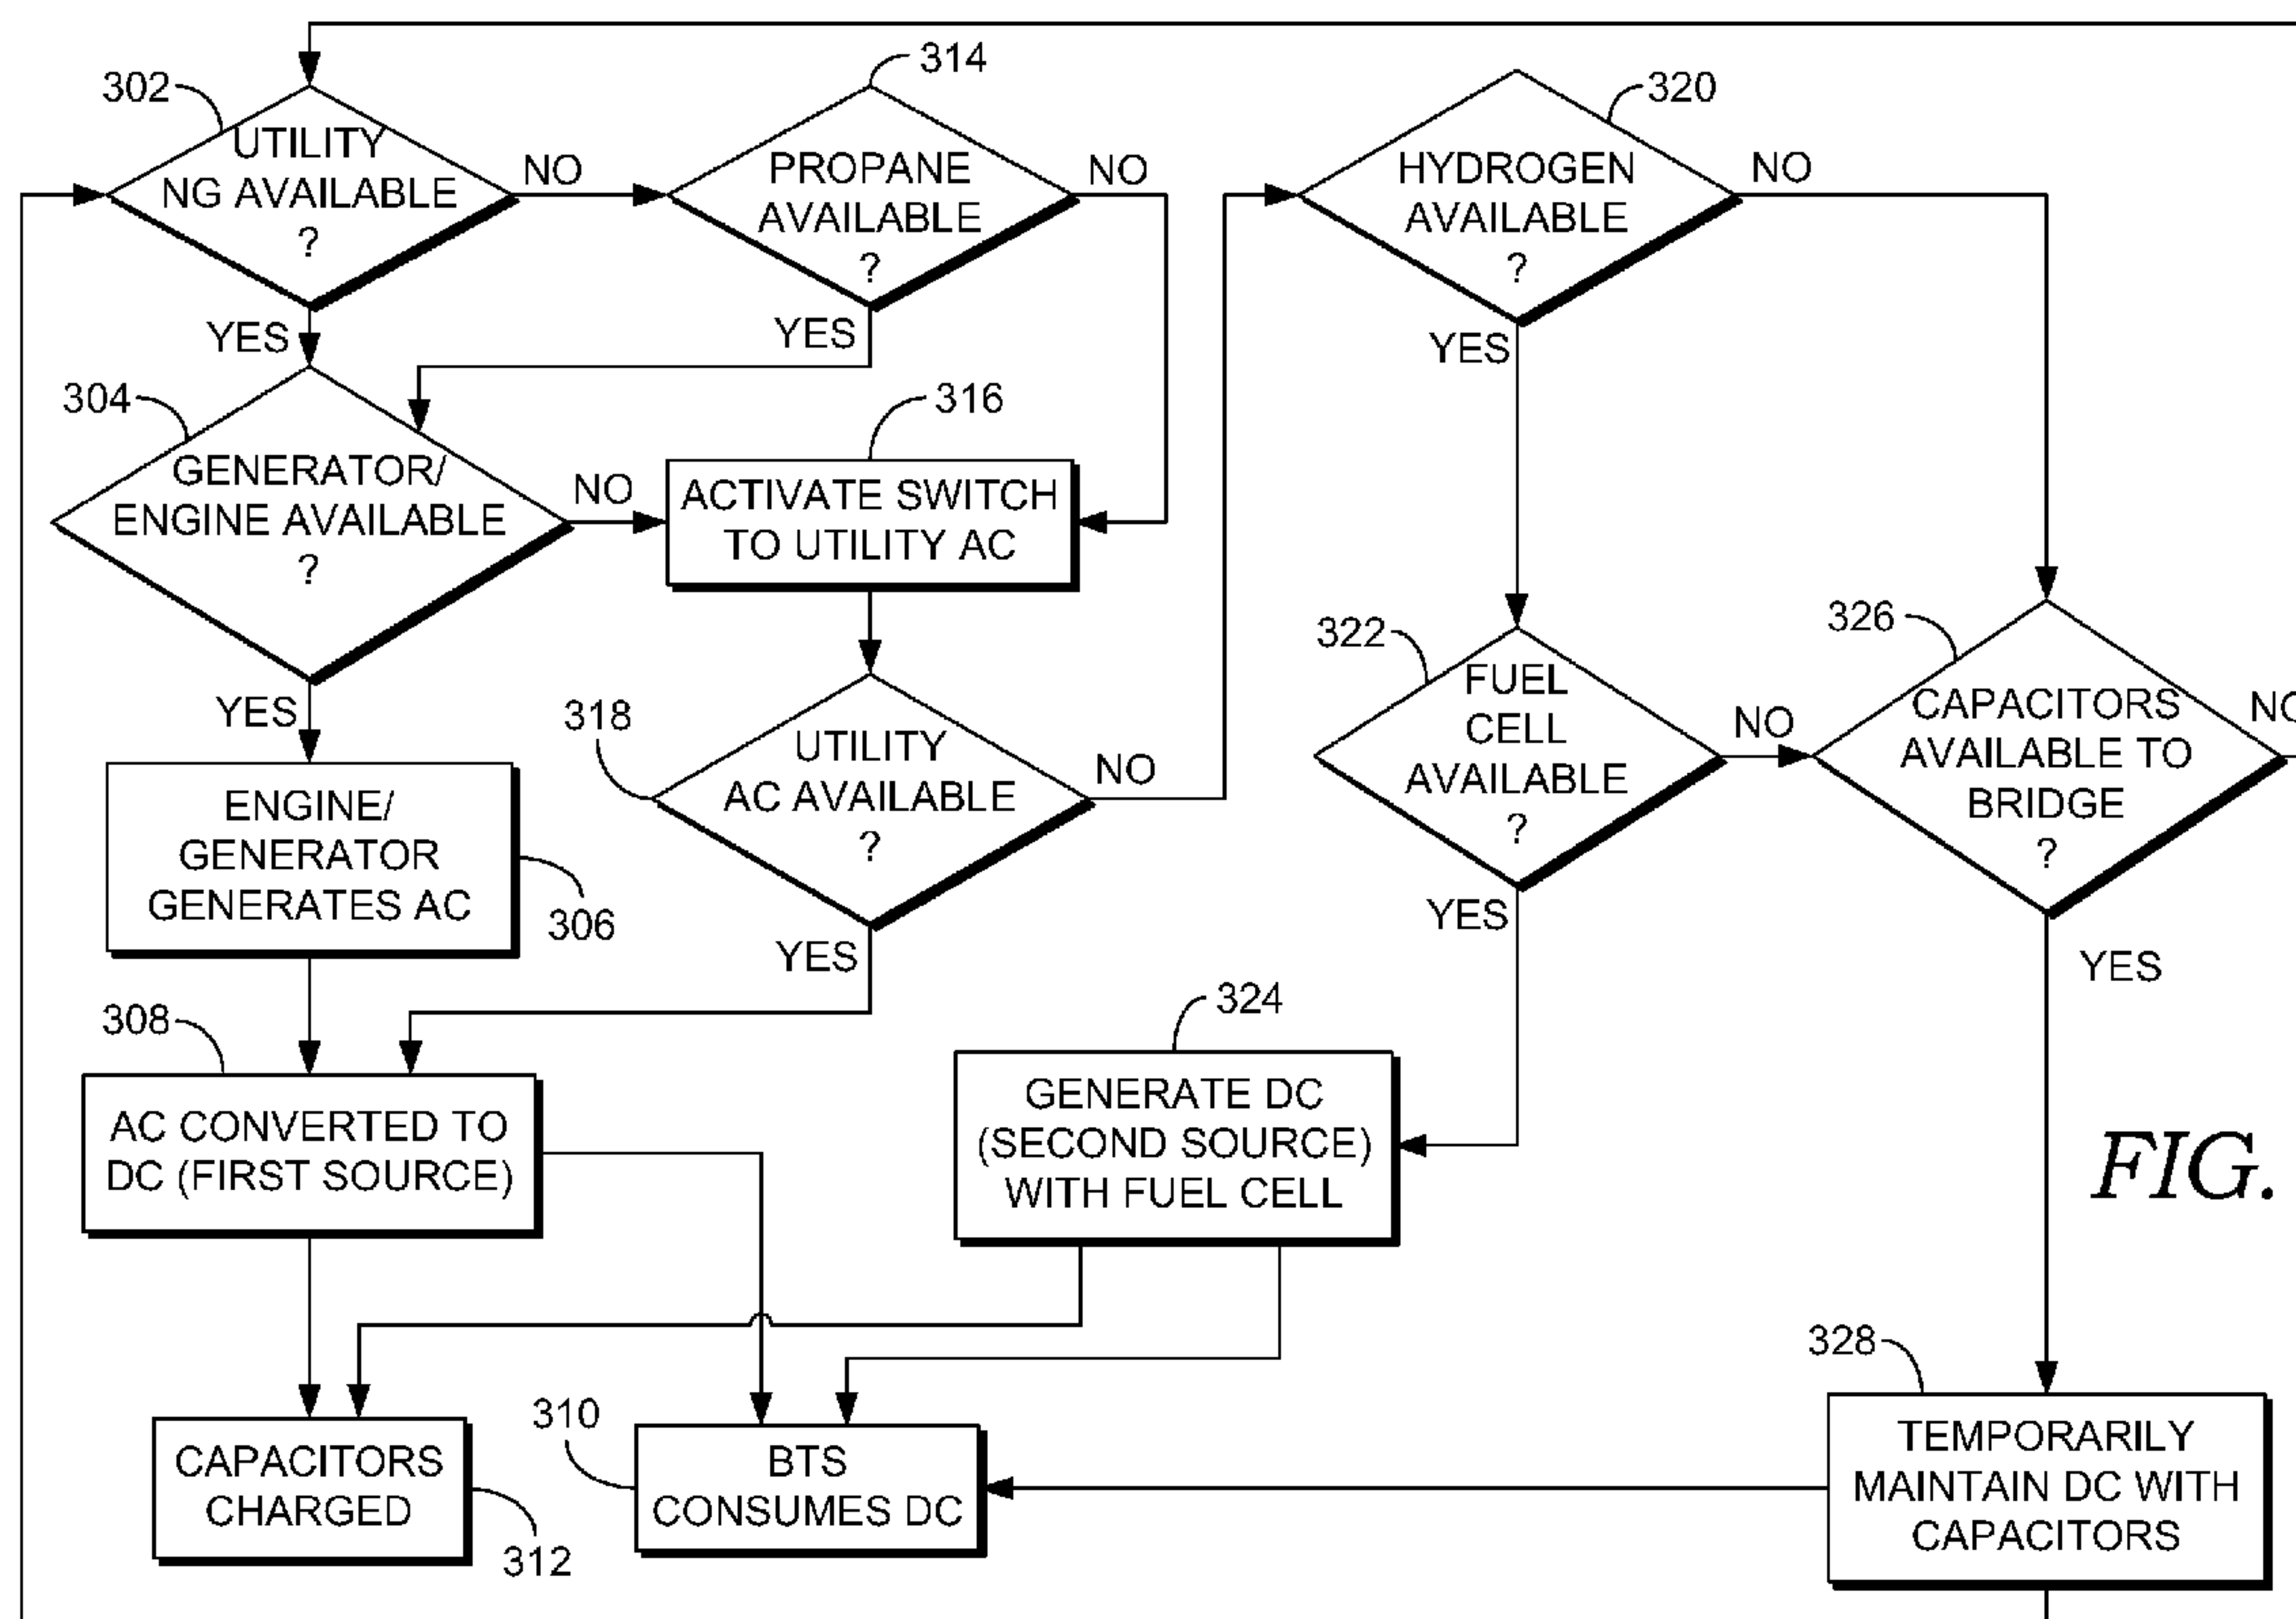 302
UTILITY
NG AVAILABLE
?
NO
YES
314
PROPANE
AVAILABLE
?
NO
YES
320
HYDROGEN
AVAILABLE
?
NO
YES
304
GENERATOR/
ENGINE AVAILABLE
?
NO
YES
316
ACTIVATE SWITCH
TO UTILITY AC
318
UTILITY
AC AVAILABLE
?
NO
YES
322
FUEL
CELL
AVAILABLE
?
NO
YES
326
CAPACITORS
AVAILABLE TO
BRIDGE
?
NO
YES
ENGINE/
GENERATOR
GENERATES AC
306
308
AC CONVERTED TO
DC (FIRST SOURCE)
324
GENERATE DC
(SECOND SOURCE)
WITH FUEL CELL
FIG.
CAPACITORS
CHARGED
312
310
BTS
CONSUMES DC
328
TEMPORARILY
MAINTAIN DC WITH
CAPACITORS